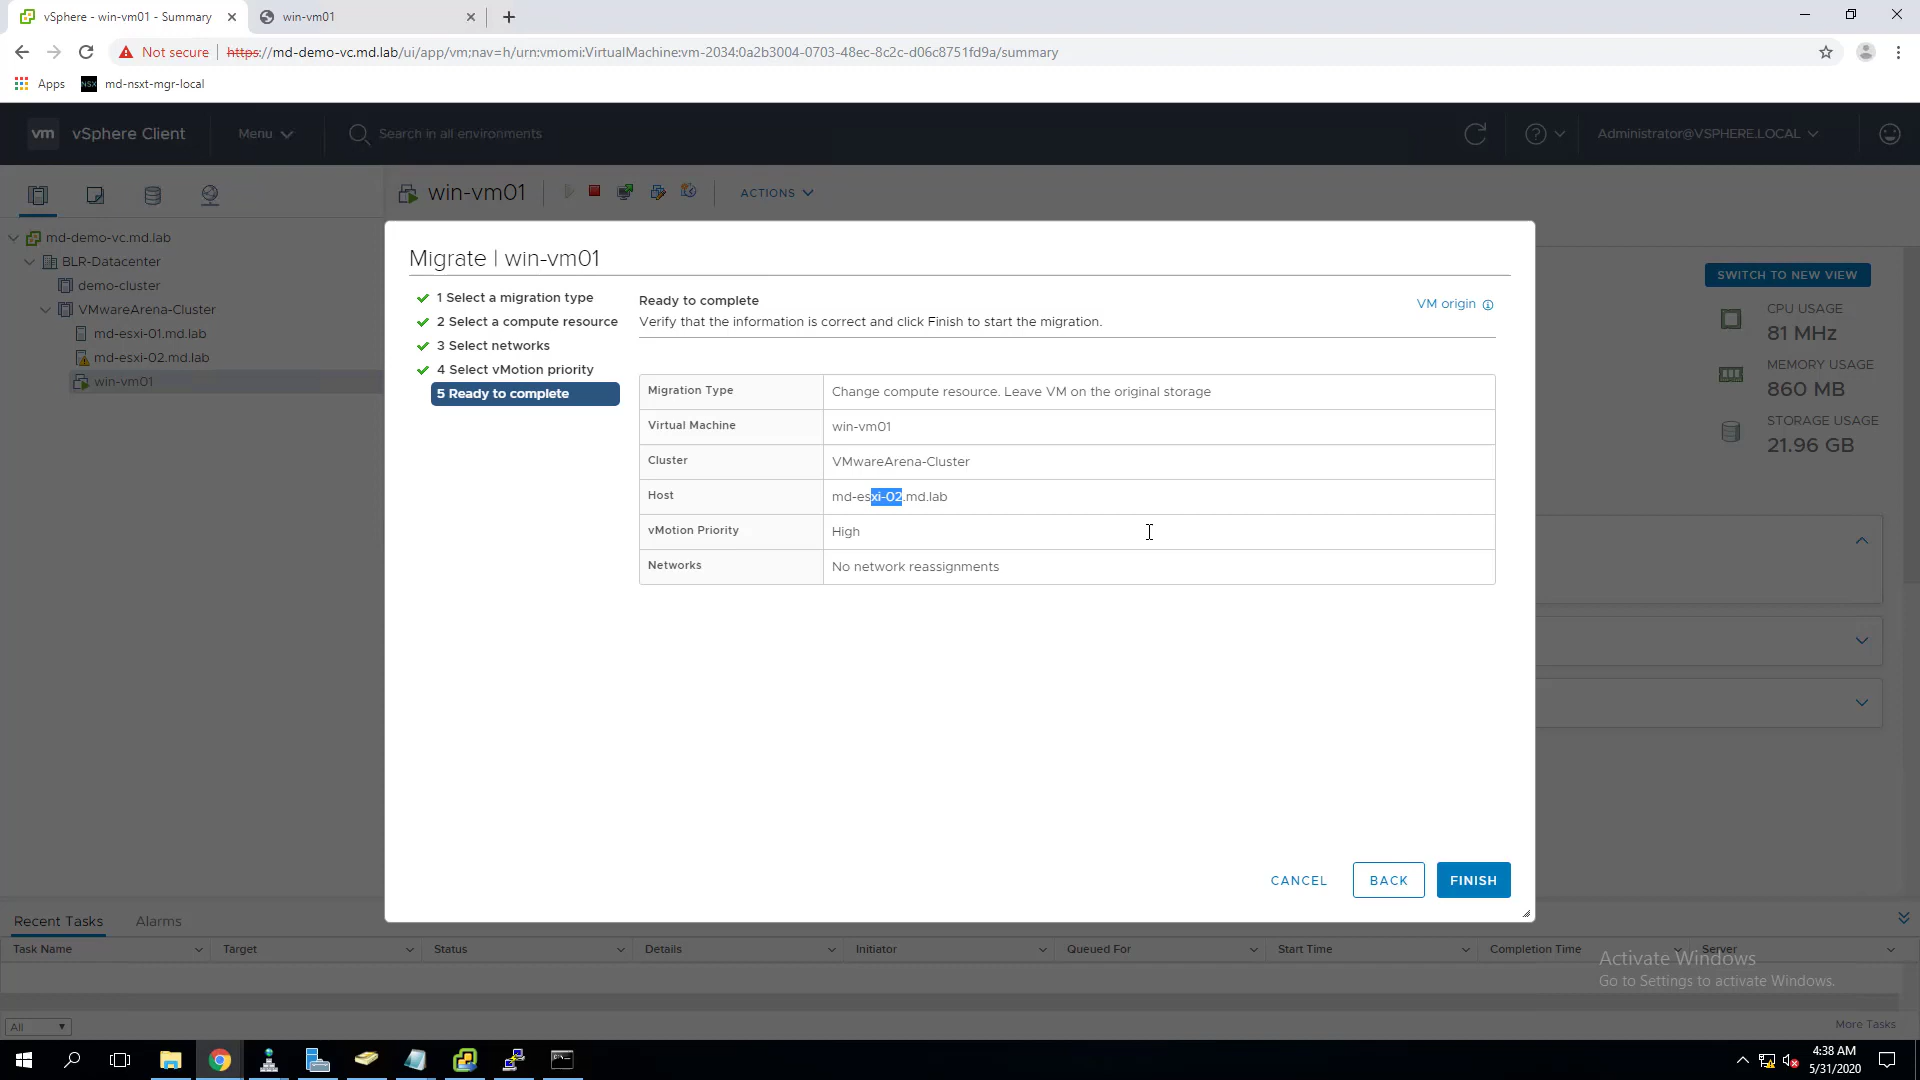 vSphere - win-vm01 - Summary
win-vm01
Not secure
https://md-demo-vc.md.lab/ui/app/vm;nav=h/urn:vmomi:VirtualMachine:vm-2034:0a2b3004-0703-48ec-8c2c-d06c8751fd9a/summary
Apps
NSX
md-nsxt-mgr-local
vm
vSphere Client
Menu
Search in all environments
Administrator@VSPHERE.LOCAL
win-vm01
ACTIONS
md-demo-vc.md.lab
BLR-Datacenter
demo-cluster
VMwareArena-Cluster
md-esxi-01.md.lab
md-esxi-02.md.lab
win-vm01
SWITCH TO NEW VIEW
CPU USAGE
81 MHz
MEMORY USAGE
860 MB
STORAGE USAGE
21.96 GB
Migrate | win-vm01
1 Select a migration type
2 Select a compute resource
3 Select networks
4 Select vMotion priority
5 Ready to complete
Ready to complete
Verify that the information is correct and click Finish to start the migration.
VM origin
Migration Type Change compute resource. Leave VM on the original storage
Virtual Machine win-vm01
Cluster VMwareArena-Cluster
Host md-esxi-02.md.lab
vMotion Priority High
Networks No network reassignments
CANCEL
BACK
FINISH
Recent Tasks
Alarms
Task Name Target Status Details Initiator Queued For Start Time Completion Time Server
Activate Windows
Go to Settings to activate Windows.
All
More Tasks
4:38 AM
5/31/2020